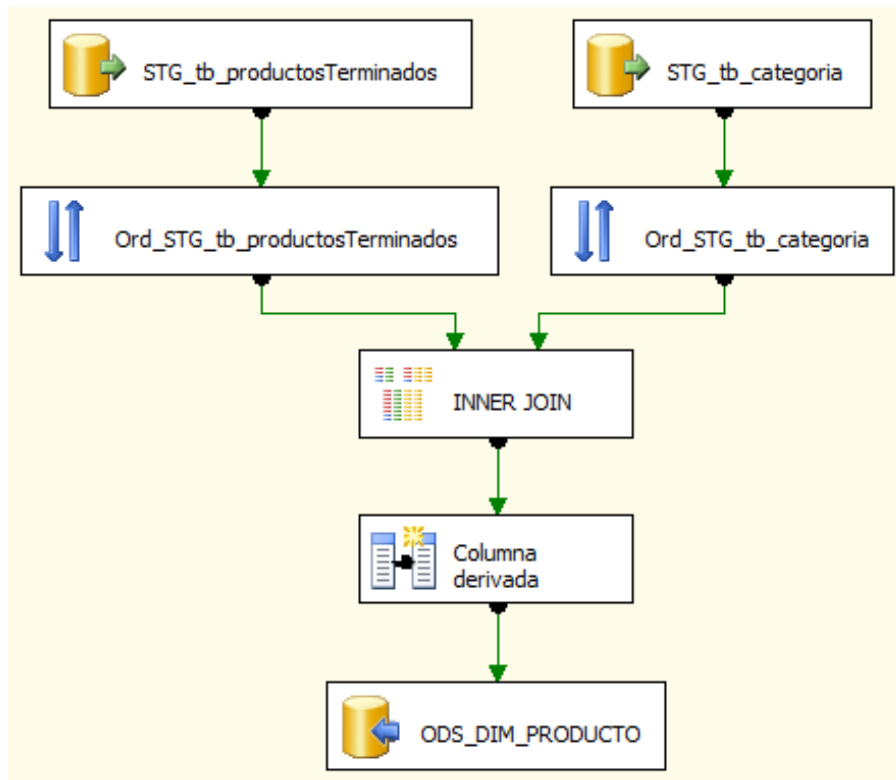 STG_tb_productosTerminados
STG_tb_categoria
Ord_STG_tb_productosTerminados
Ord_STG_tb_categoria
INNER JOIN
Columna
derivada
ODS_DIM_PRODUCTO